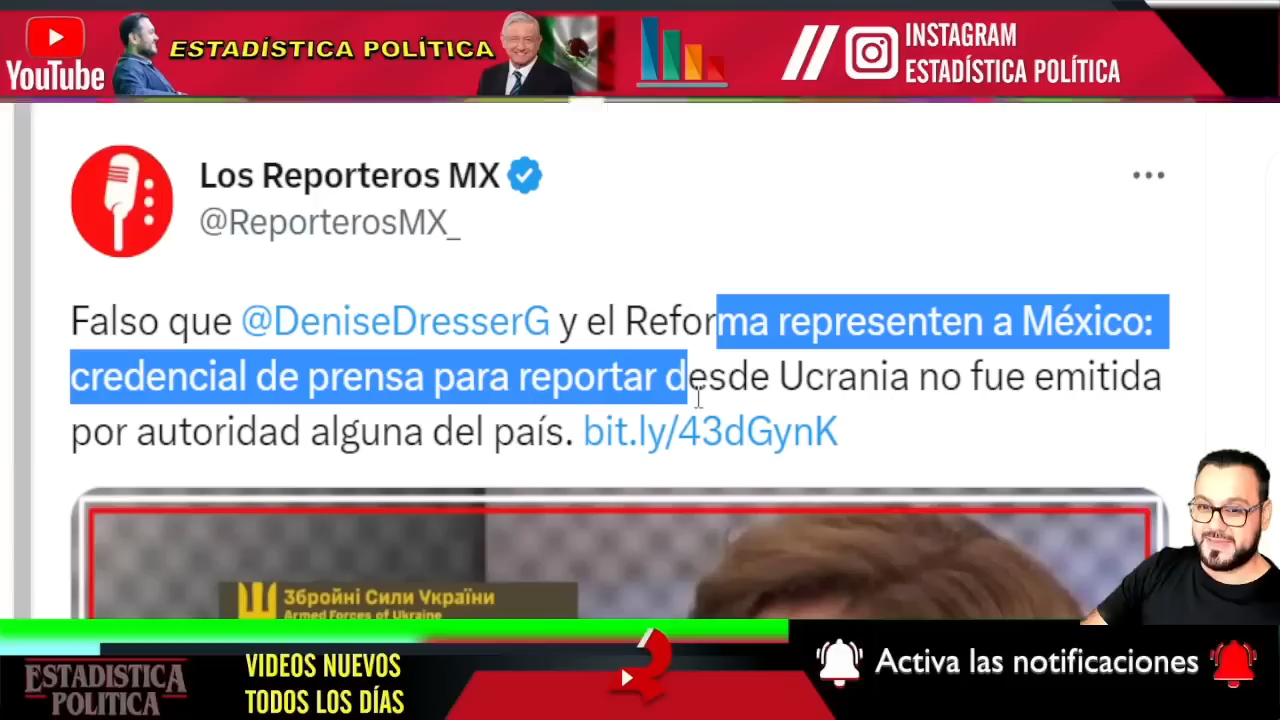 YouTube
ESTADÍSTICA POLÍTICA
INSTAGRAM
ESTADÍSTICA POLÍTICA
Los Reporteros MX
@ReporterosMX_
Falso que @DeniseDresserG y el Reforma representen a México:
credencial de prensa para reportar desde Ucrania no fue emitida
por autoridad alguna del país. bit.ly/43dGynK
Збройні Сили України
Armed Forces of Ukraine
ESTADISTICA
POLÍTICA
VIDEOS NUEVOS
TODOS LOS DÍAS
Activa las notificaciones